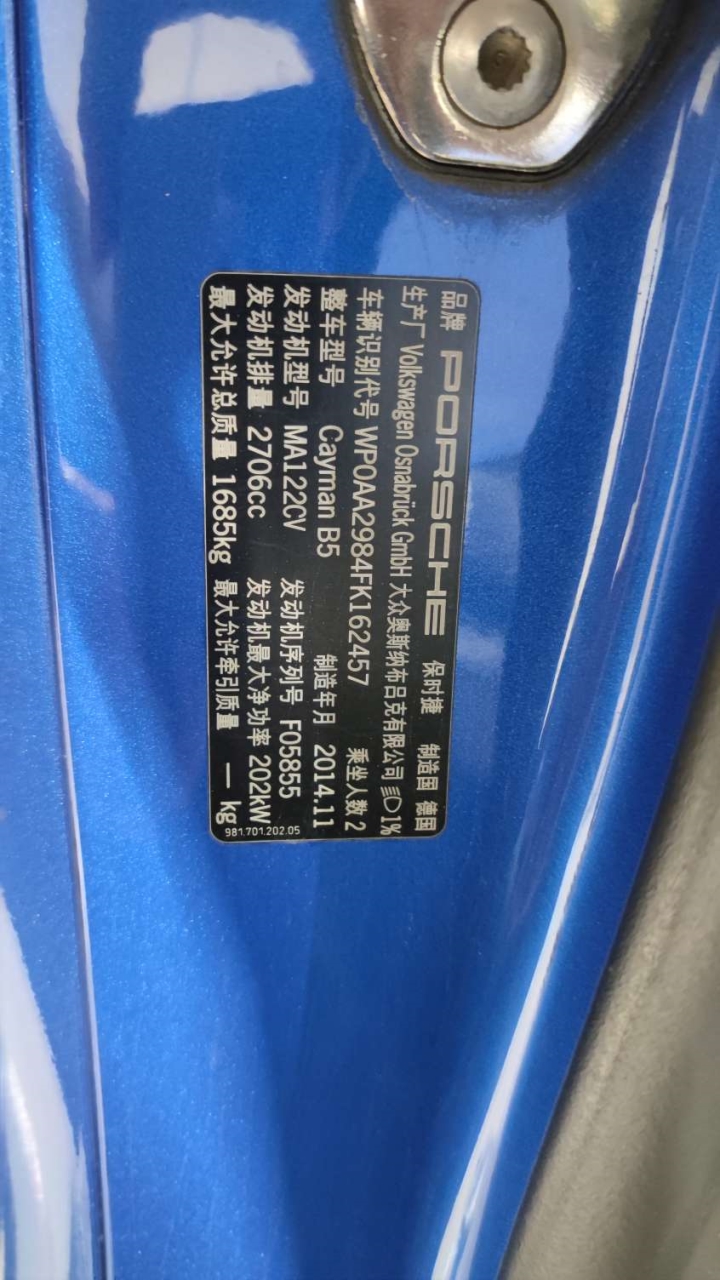 品牌 PORSCHE 保时捷 制造国 德国
生产厂 Volkswagen Osnabrück GmbH 大众奥斯纳布吕克有限公司 1%
车辆识别代号 WP0AA2984FK162457 乘坐人数 2
整车型号 Cayman B5 制造年月 2014.11
发动机型号 MA122CV 发动机序列号 F05855
发动机排量 2706cc 发动机最大净功率 202kW
最大允许总质量 1685kg 最大允许牵引质量 — kg
981.701.202.05